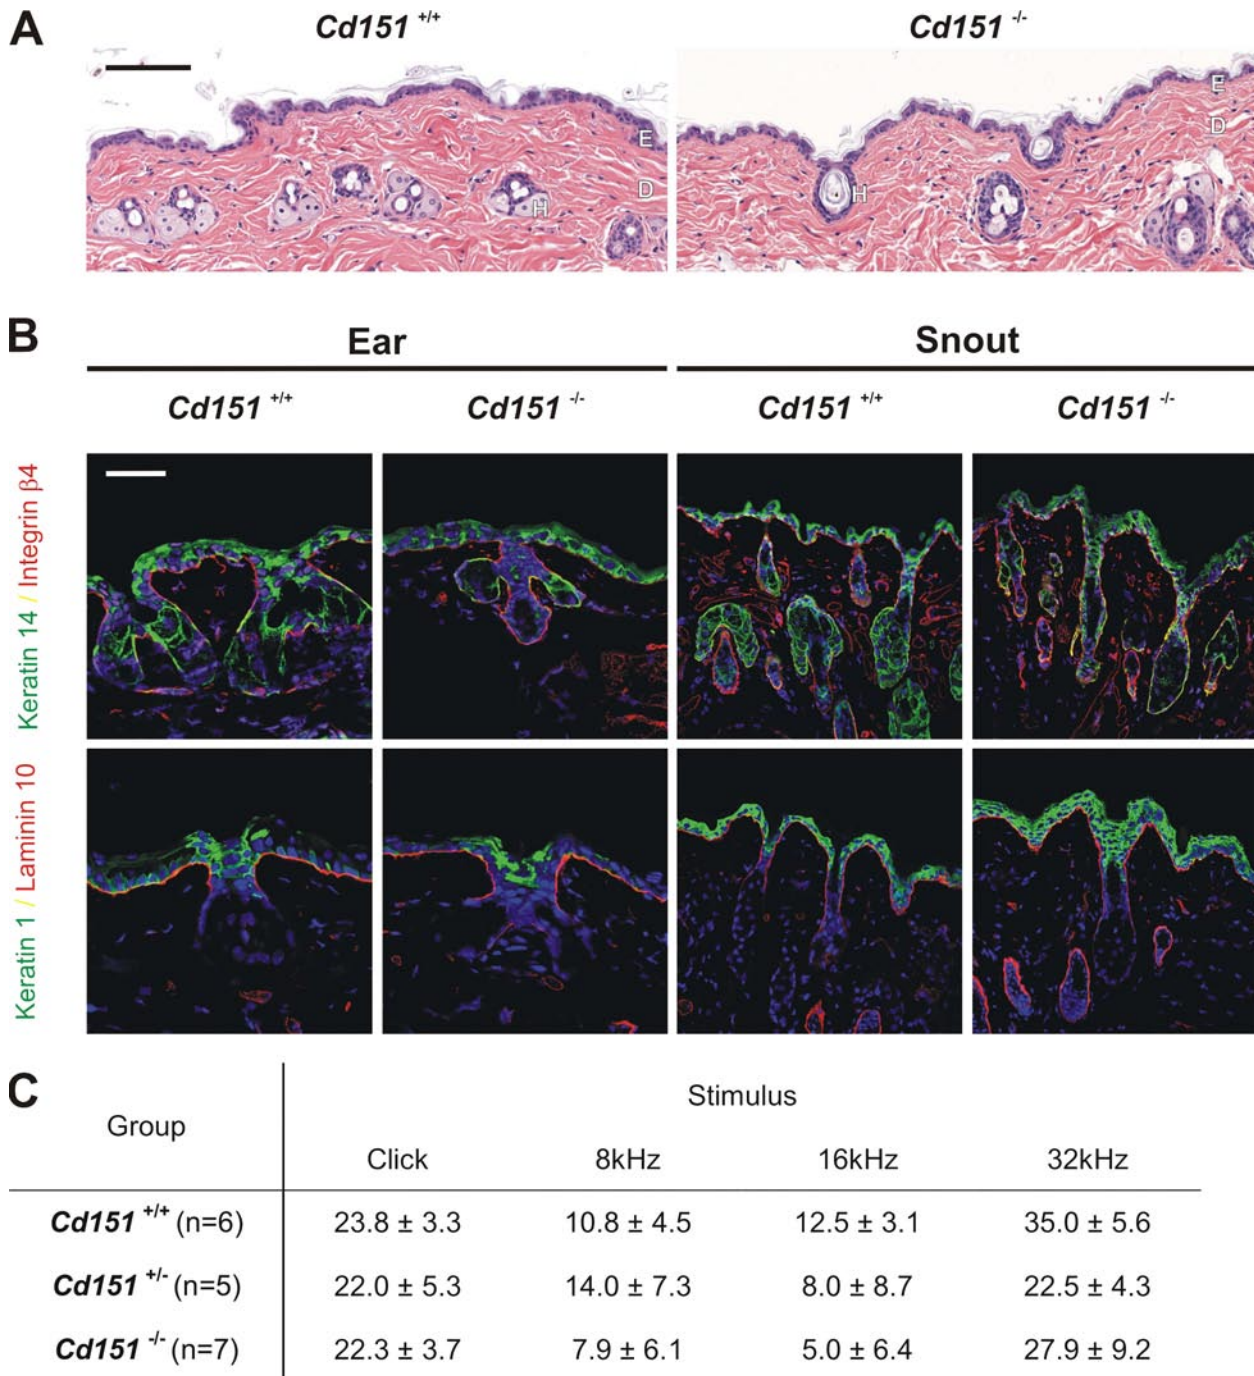 A
Cd151 +/+ Cd151 -/-
E
D
H
E
D
H
B
Ear Snout
Cd151 +/+ Cd151 -/- Cd151 +/+ Cd151 -/-
Keratin 14 / Integrin β4
Keratin 1 / Laminin 10
C
Group Stimulus
Click 8kHz 16kHz 32kHz
Cd151 +/+ (n=6) 23.8 ± 3.3 10.8 ± 4.5 12.5 ± 3.1 35.0 ± 5.6
Cd151 +/- (n=5) 22.0 ± 5.3 14.0 ± 7.3 8.0 ± 8.7 22.5 ± 4.3
Cd151 -/- (n=7) 22.3 ± 3.7 7.9 ± 6.1 5.0 ± 6.4 27.9 ± 9.2